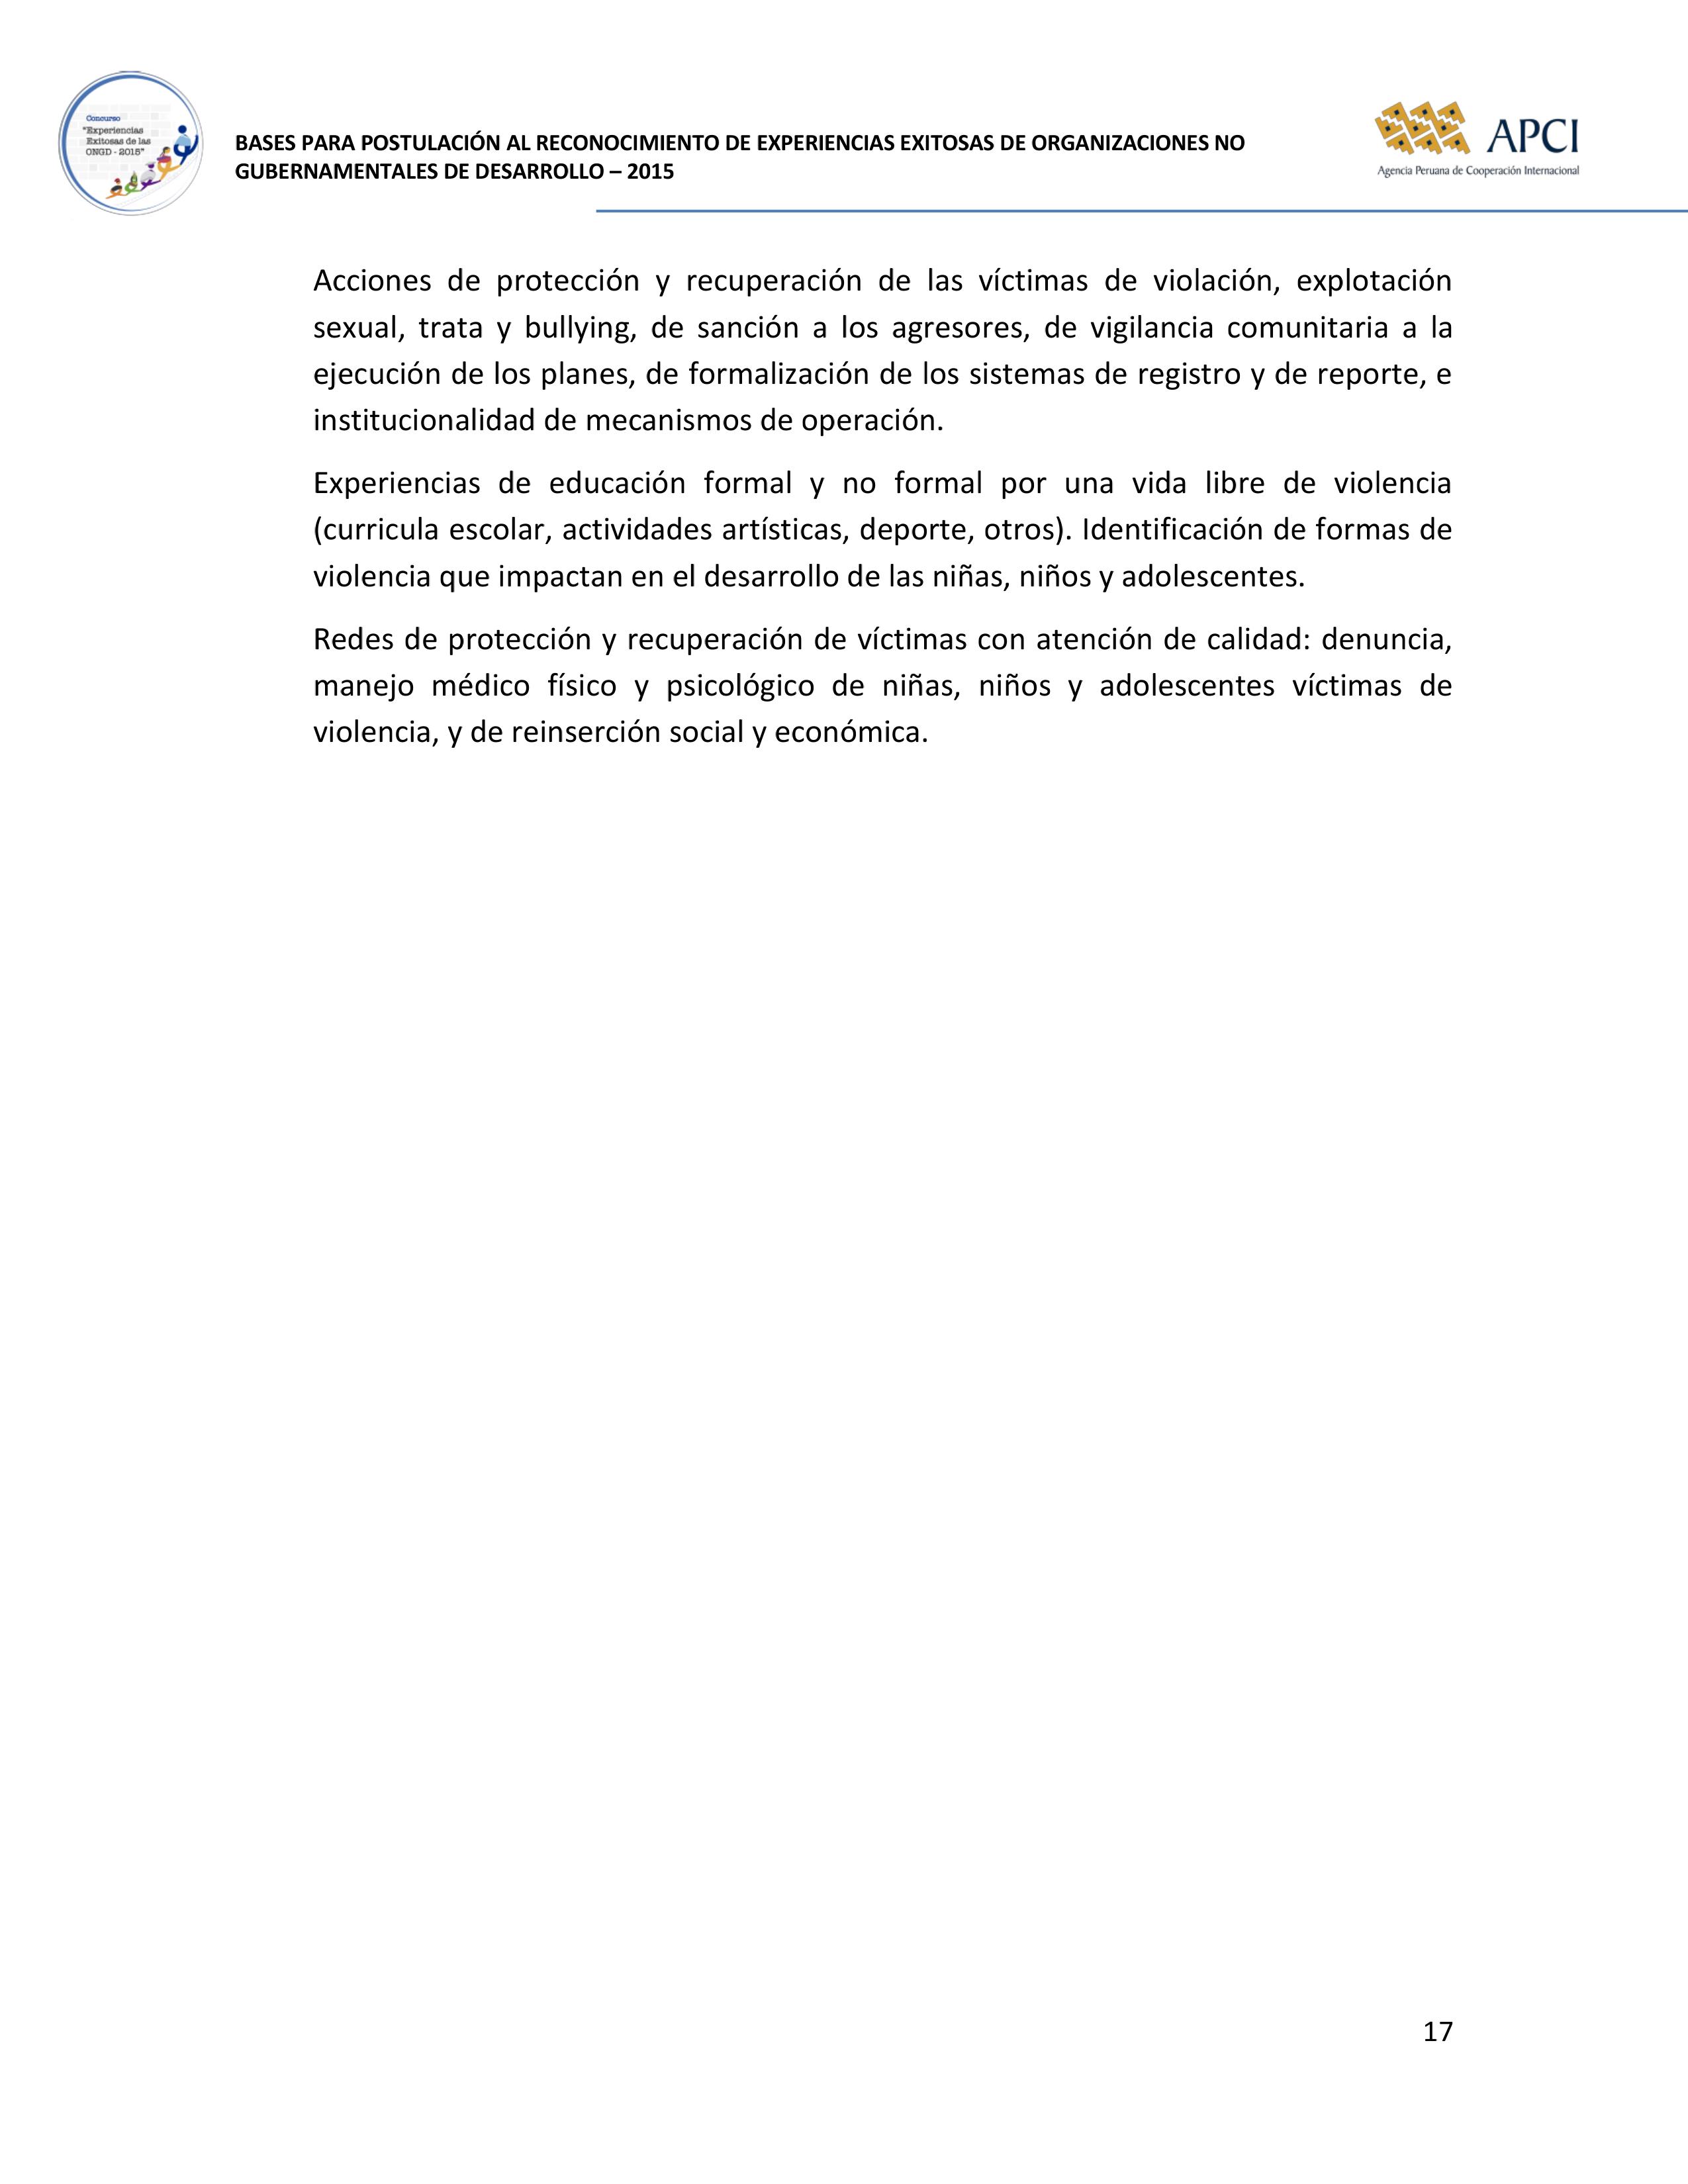 Concurso
"Experiencias
Exitosas de las
ONGD - 2015"
BASES PARA POSTULACIÓN AL RECONOCIMIENTO DE EXPERIENCIAS EXITOSAS DE ORGANIZACIONES NO
GUBERNAMENTALES DE DESARROLLO – 2015
APCI
Agencia Peruana de Cooperación Internacional
Acciones de protección y recuperación de las víctimas de violación, explotación
sexual, trata y bullying, de sanción a los agresores, de vigilancia comunitaria a la
ejecución de los planes, de formalización de los sistemas de registro y de reporte, e
institucionalidad de mecanismos de operación.
Experiencias de educación formal y no formal por una vida libre de violencia
(curricula escolar, actividades artísticas, deporte, otros). Identificación de formas de
violencia que impactan en el desarrollo de las niñas, niños y adolescentes.
Redes de protección y recuperación de víctimas con atención de calidad: denuncia,
manejo médico físico y psicológico de niñas, niños y adolescentes víctimas de
violencia, y de reinserción social y económica.
17